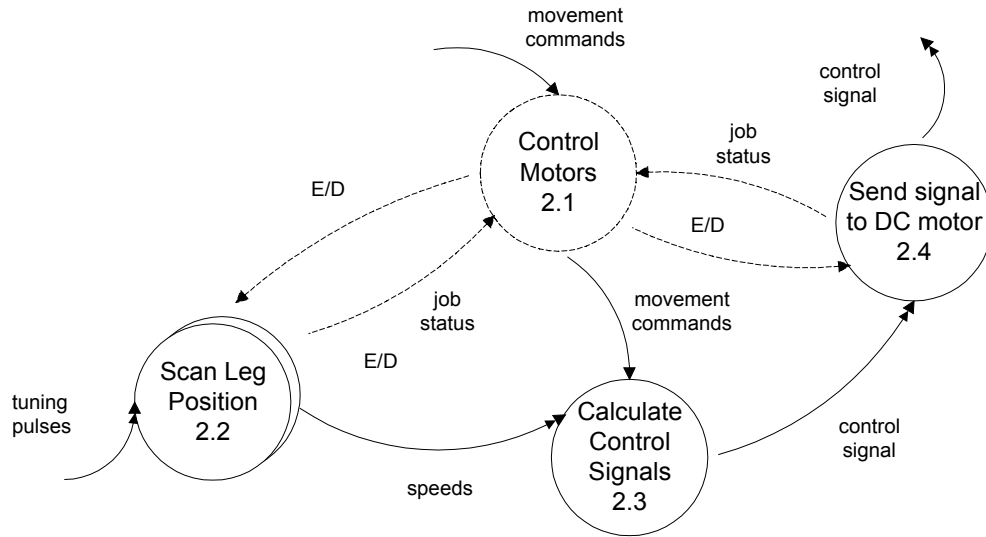 movement
commands
control
signal
Control
Motors
2.1
job
status
E/D
Send signal
to DC motor
2.4
E/D
job
status
movement
commands
E/D
Scan Leg
Position
2.2
tuning
pulses
Calculate
Control
Signals
2.3
control
signal
speeds